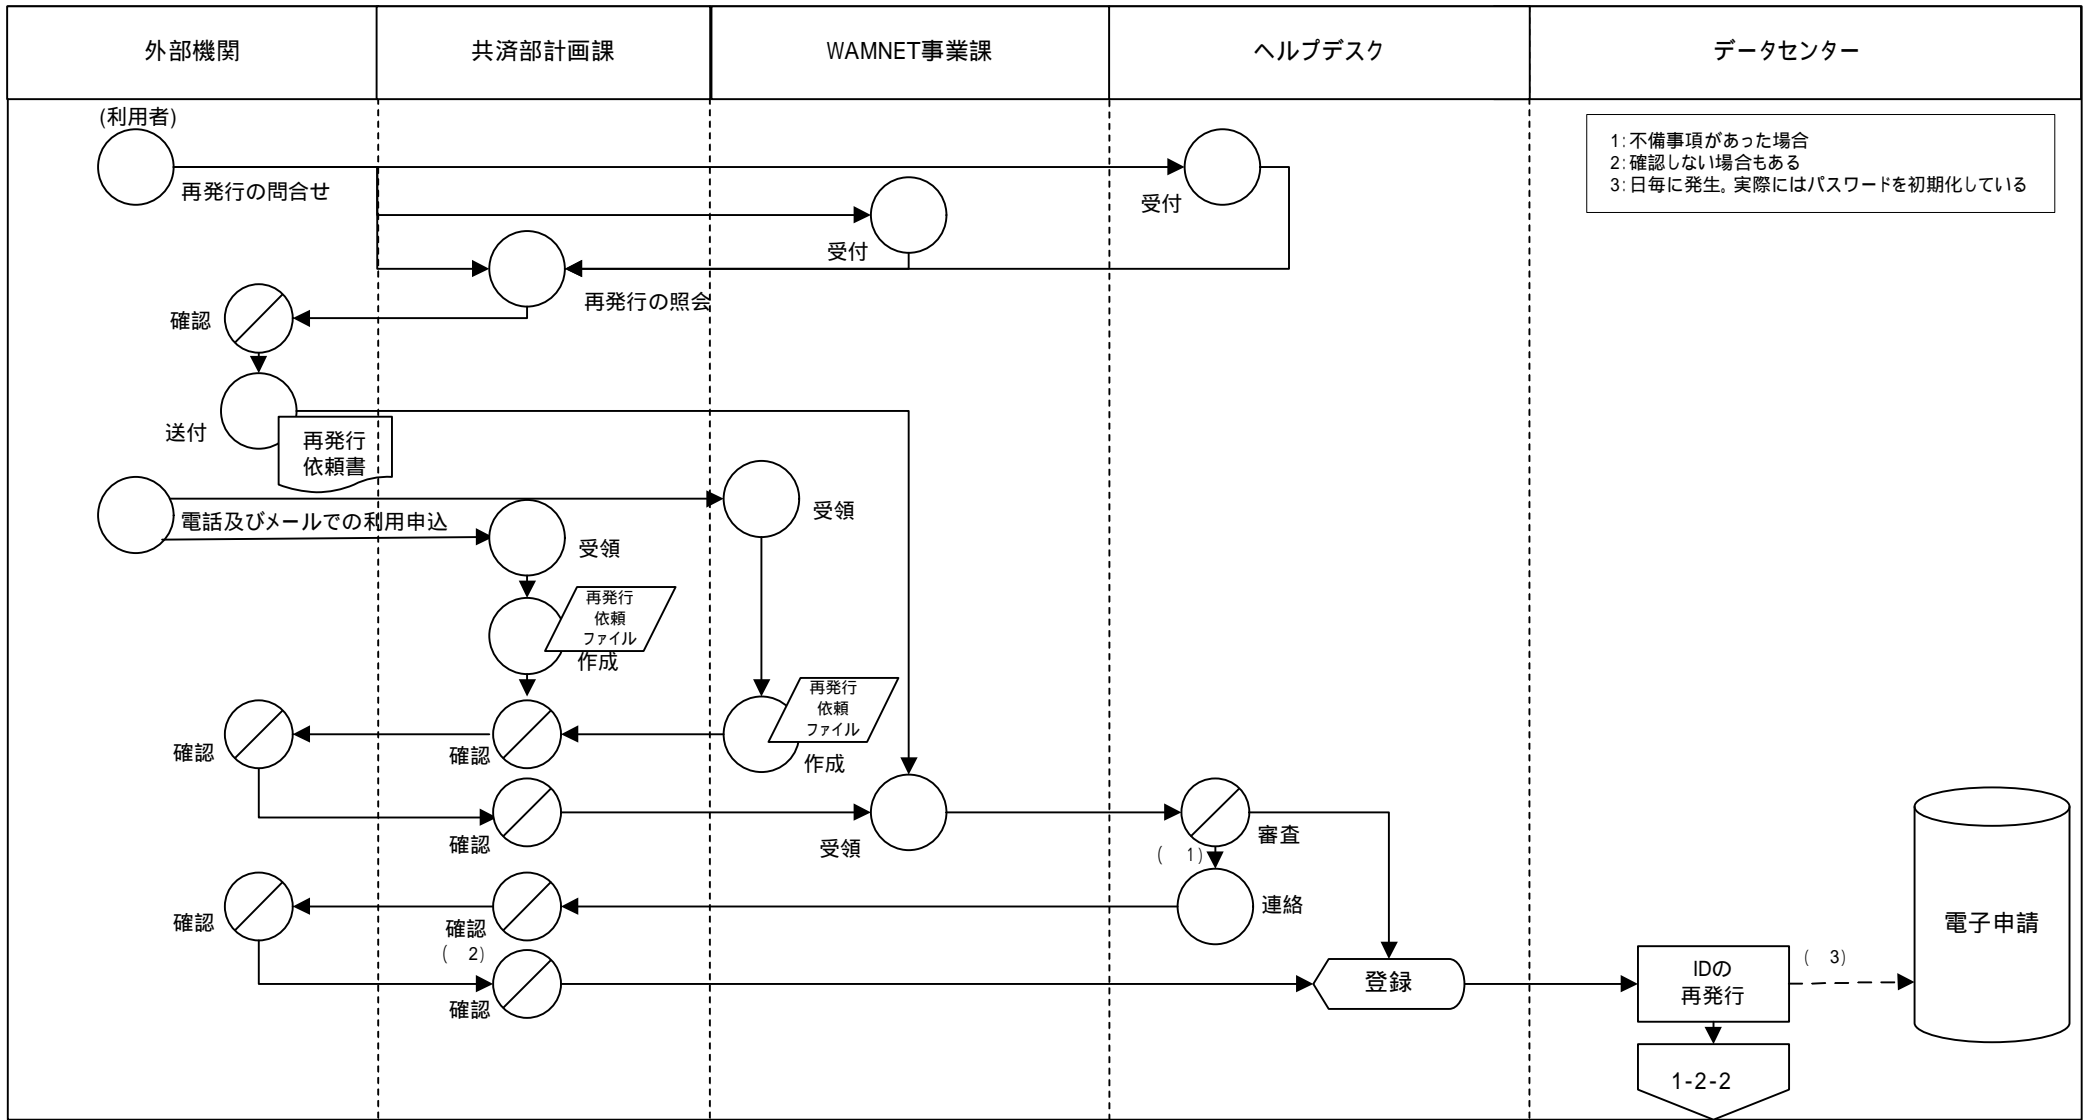 外部機関
共済部計画課
WAMNET事業課
ヘルプデスク
データセンター
(利用者)
1:不備事項があった場合
2:確認しない場合もある
3:日毎に発生。実際にはパスワードを初期化している
再発行の問合せ
受付
受付
再発行の照会
確認
送付
再発行
依頼書
電話及びメールでの利用申込
受領
受領
再発行
依頼
ファイル
作成
再発行
依頼
ファイル
作成
確認
確認
確認
受領
審査
( 1)
連絡
確認
確認
( 2)
確認
登録
IDの
再発行
( 3)
電子申請
1-2-2